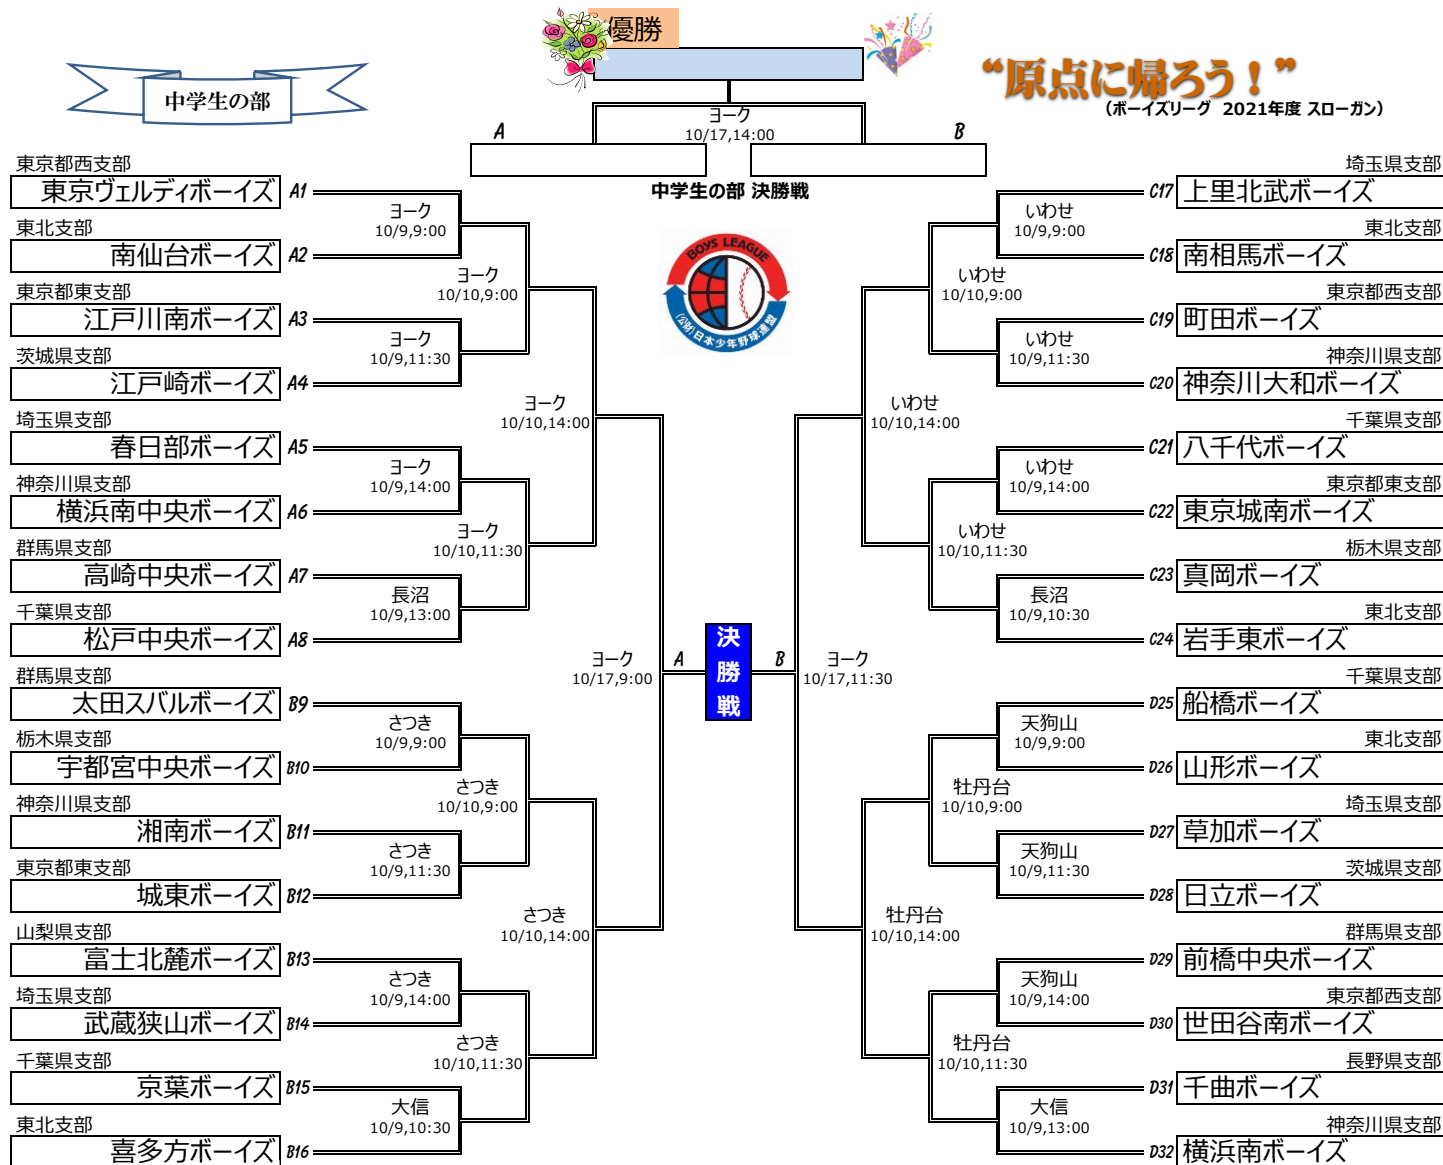 優勝
中学生の部
“原点に帰ろう！”
（ボーイズリーグ 2021年度 スローガン）
ヨーク
10/17,14:00
A
B
中学生の部 決勝戦
BOYS LEAGUE
(公財)日本少年野球連盟
東京都西支部
東京ヴェルディボーイズ A1
ヨーク
10/9,9:00
東北支部
南仙台ボーイズ A2
ヨーク
10/10,9:00
東京都東支部
江戸川南ボーイズ A3
ヨーク
10/9,11:30
茨城県支部
江戸崎ボーイズ A4
ヨーク
10/10,14:00
埼玉県支部
春日部ボーイズ A5
ヨーク
10/9,14:00
神奈川県支部
横浜南中央ボーイズ A6
ヨーク
10/10,11:30
群馬県支部
高崎中央ボーイズ A7
長沼
10/9,13:00
千葉県支部
松戸中央ボーイズ A8
ヨーク
10/17,9:00
A
決勝戦
B
ヨーク
10/17,11:30
群馬県支部
太田スバルボーイズ B9
さつき
10/9,9:00
栃木県支部
宇都宮中央ボーイズ B10
さつき
10/10,9:00
神奈川県支部
湘南ボーイズ B11
さつき
10/9,11:30
東京都東支部
城東ボーイズ B12
さつき
10/10,14:00
山梨県支部
富士北麓ボーイズ B13
さつき
10/9,14:00
埼玉県支部
武蔵狭山ボーイズ B14
さつき
10/10,11:30
千葉県支部
京葉ボーイズ B15
大信
10/9,10:30
東北支部
喜多方ボーイズ B16
埼玉県支部
C17 上里北武ボーイズ
いわせ
10/9,9:00
東北支部
C18 南相馬ボーイズ
いわせ
10/10,9:00
東京都西支部
C19 町田ボーイズ
いわせ
10/9,11:30
神奈川県支部
C20 神奈川大和ボーイズ
いわせ
10/10,14:00
千葉県支部
C21 八千代ボーイズ
いわせ
10/9,14:00
東京都東支部
C22 東京城南ボーイズ
いわせ
10/10,11:30
栃木県支部
C23 真岡ボーイズ
長沼
10/9,10:30
東北支部
C24 岩手東ボーイズ
千葉県支部
D25 船橋ボーイズ
天狗山
10/9,9:00
東北支部
D26 山形ボーイズ
牡丹台
10/10,9:00
埼玉県支部
D27 草加ボーイズ
天狗山
10/9,11:30
茨城県支部
D28 日立ボーイズ
牡丹台
10/10,14:00
群馬県支部
D29 前橋中央ボーイズ
天狗山
10/9,14:00
東京都西支部
D30 世田谷南ボーイズ
牡丹台
10/10,11:30
長野県支部
D31 千曲ボーイズ
大信
10/9,13:00
神奈川県支部
D32 横浜南ボーイズ